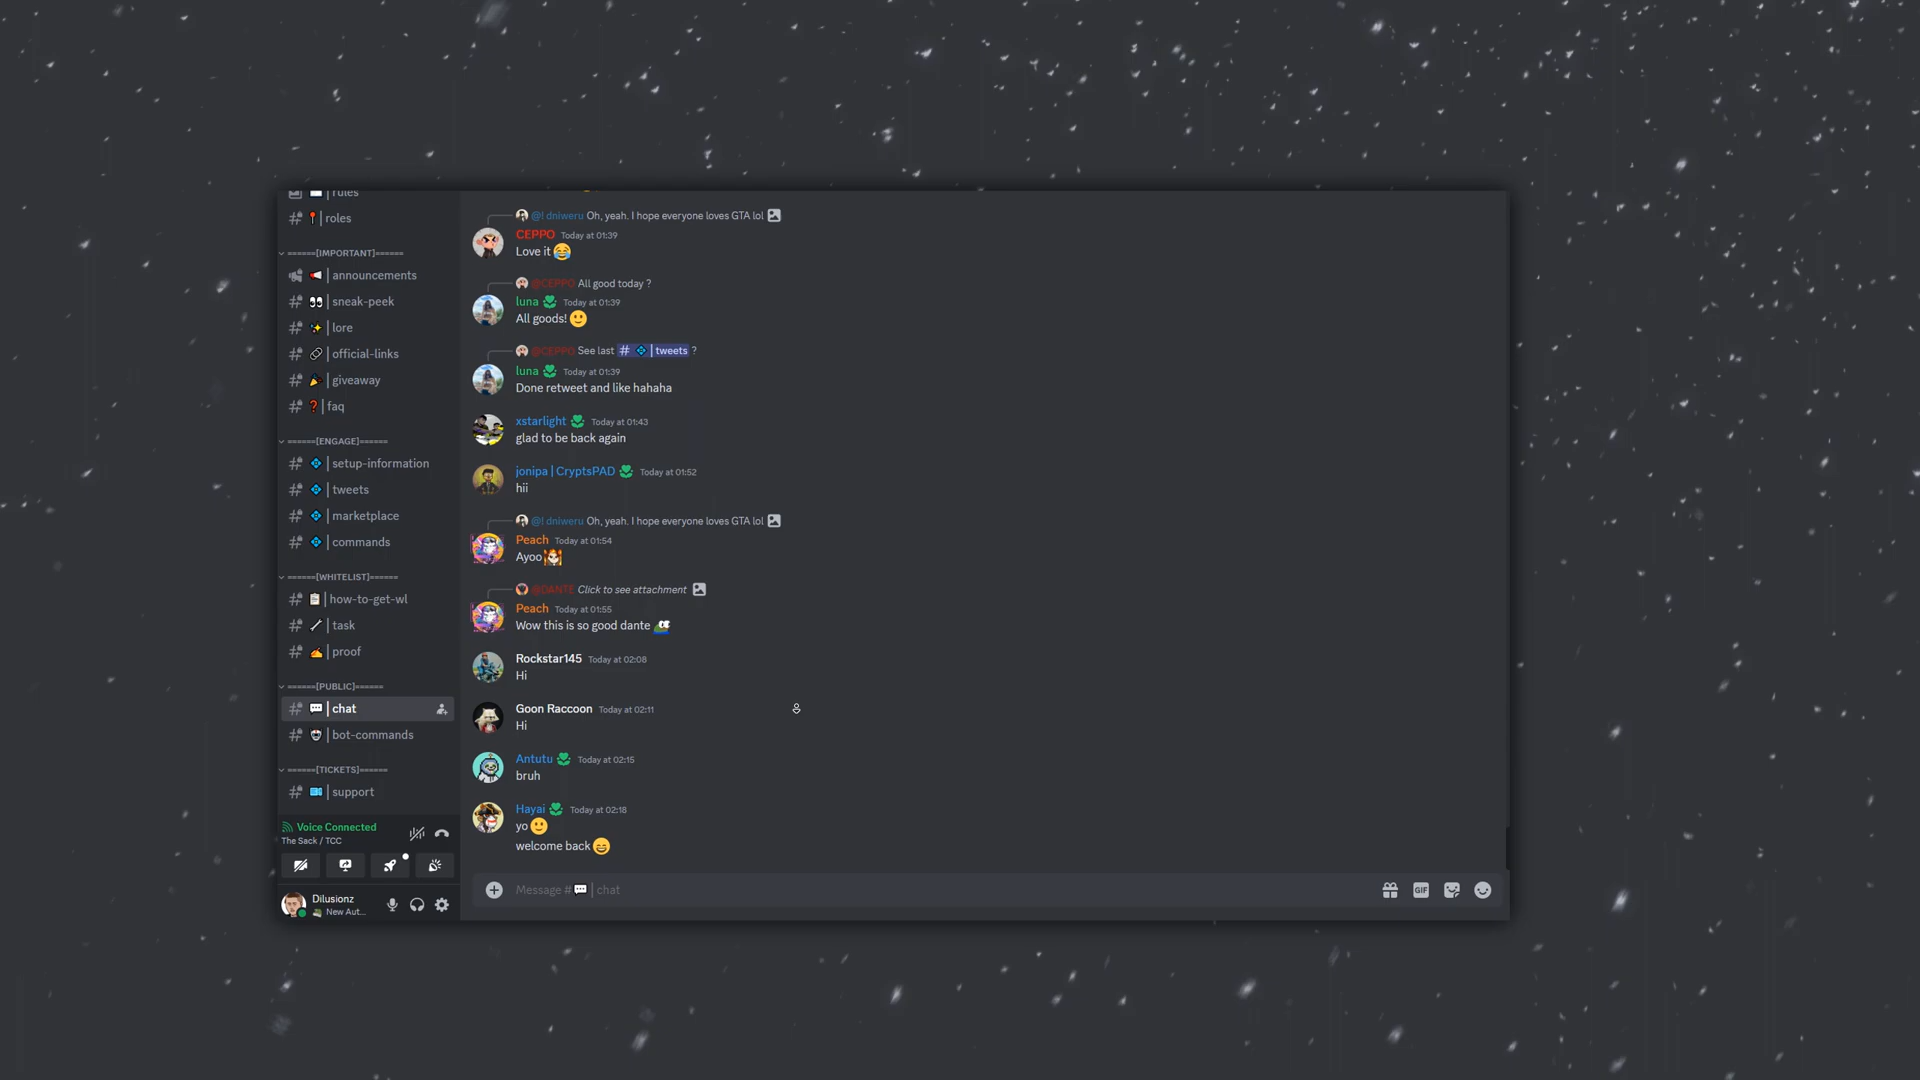 rules
roles
======[IMPORTANT]======
announcements
sneak-peek
lore
official-links
giveaway
faq
======[ENGAGE]======
setup-information
tweets
marketplace
commands
======[WHITELIST]======
how-to-get-wl
task
proof
======[PUBLIC]======
chat
bot-commands
======[TICKETS]======
support
Voice Connected
The Sack / TCC
Dilusionz
New Aut...
@! dniweru Oh, yeah. I hope everyone loves GTA lol
CEPPO Today at 01:39
Love it 😂
@CEPPO All good today ?
luna Today at 01:39
All goods! 🙂
@CEPPO See last # | tweets ?
luna Today at 01:39
Done retweet and like hahaha
xstarlight Today at 01:43
glad to be back again
jonipa | CryptsPAD Today at 01:52
hii
@! dniweru Oh, yeah. I hope everyone loves GTA lol
Peach Today at 01:54
Ayoo
@DANTE Click to see attachment
Peach Today at 01:55
Wow this is so good dante
Rockstar145 Today at 02:08
Hi
Goon Raccoon Today at 02:11
Hi
Antutu Today at 02:15
bruh
Hayai Today at 02:18
yo 🙂
welcome back 😄
Message # 💬 | chat
GIF